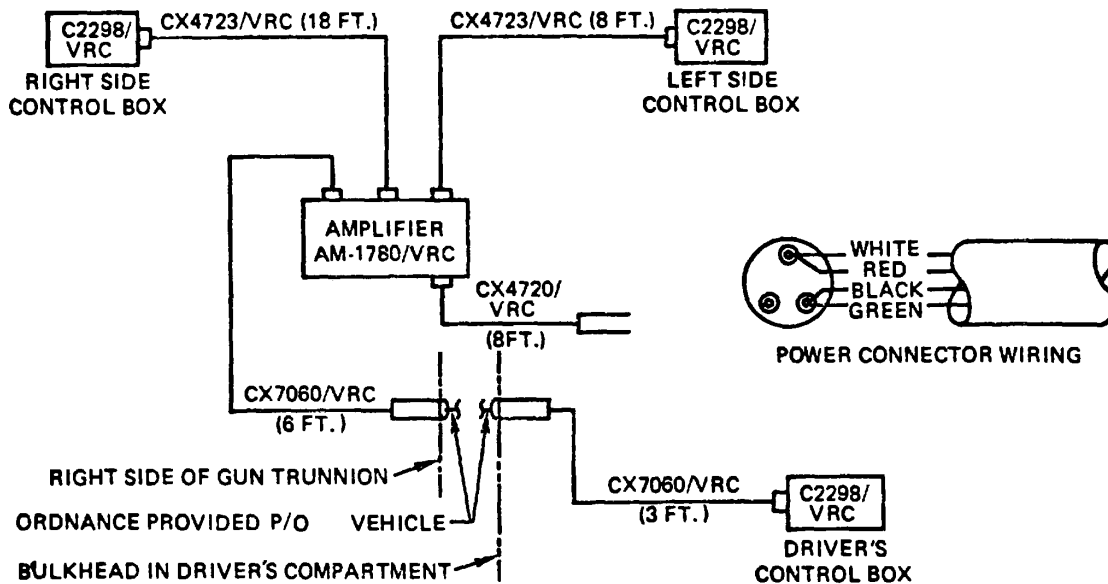 C2298/
VRC
RIGHT SIDE
CONTROL BOX
CX4723/VRC (18 FT.)
CX4723/VRC (8 FT.)
C2298/
VRC
LEFT SIDE
CONTROL BOX
AMPLIFIER
AM-1780/VRC
CX4720/
VRC
(8FT.)
WHITE
RED
BLACK
GREEN
POWER CONNECTOR WIRING
CX7060/VRC
(6 FT.)
RIGHT SIDE OF GUN TRUNNION
ORDNANCE PROVIDED P/O VEHICLE
BULKHEAD IN DRIVER'S COMPARTMENT
CX7060/VRC
(3 FT.)
C2298/
VRC
DRIVER'S
CONTROL BOX